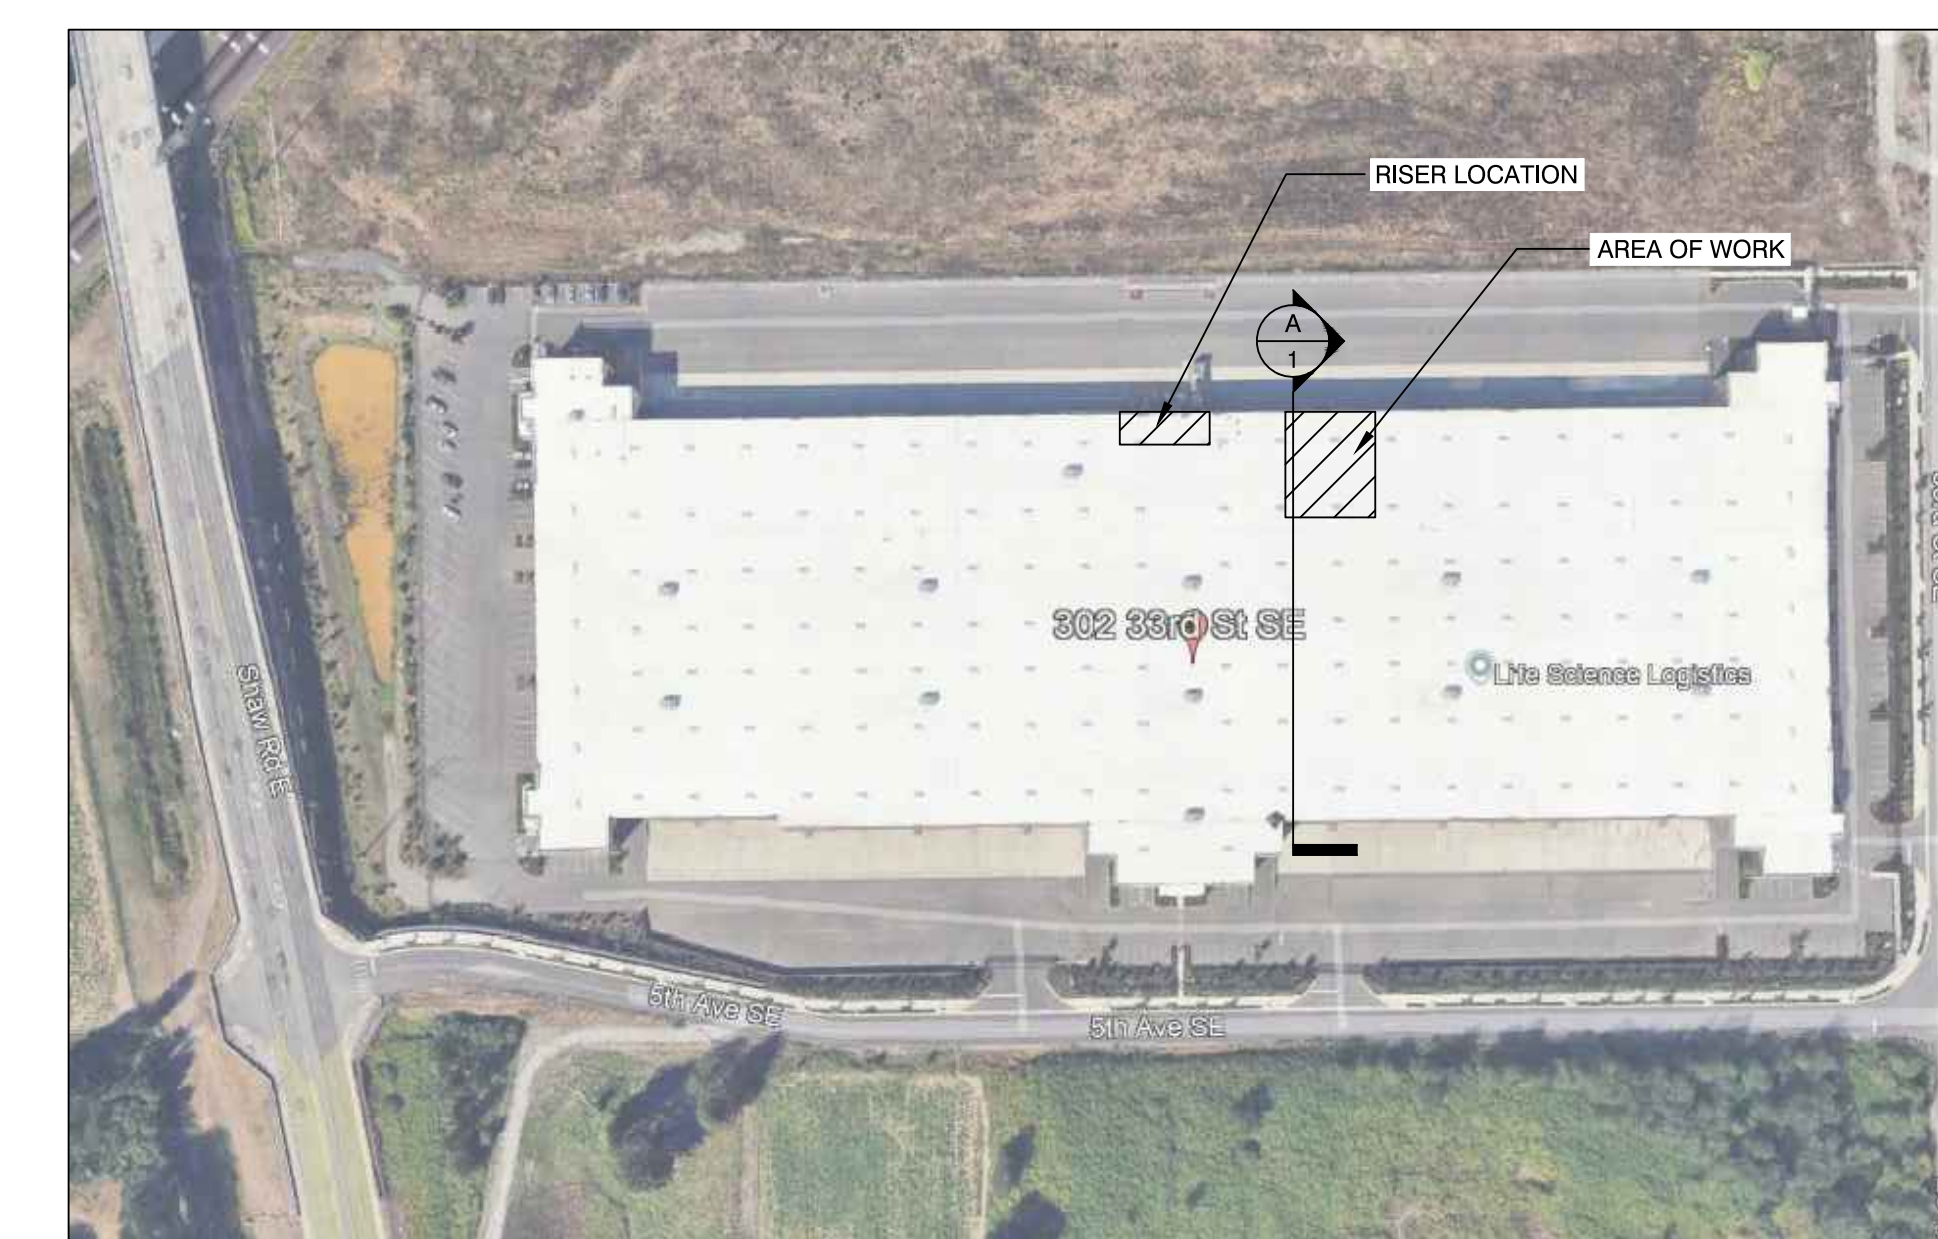 RISER LOCATION
AREA OF WORK
A
1
302 33rd St SE
Life Science Logistics
Shaw Rd E
5th Ave SE
5th Ave SE